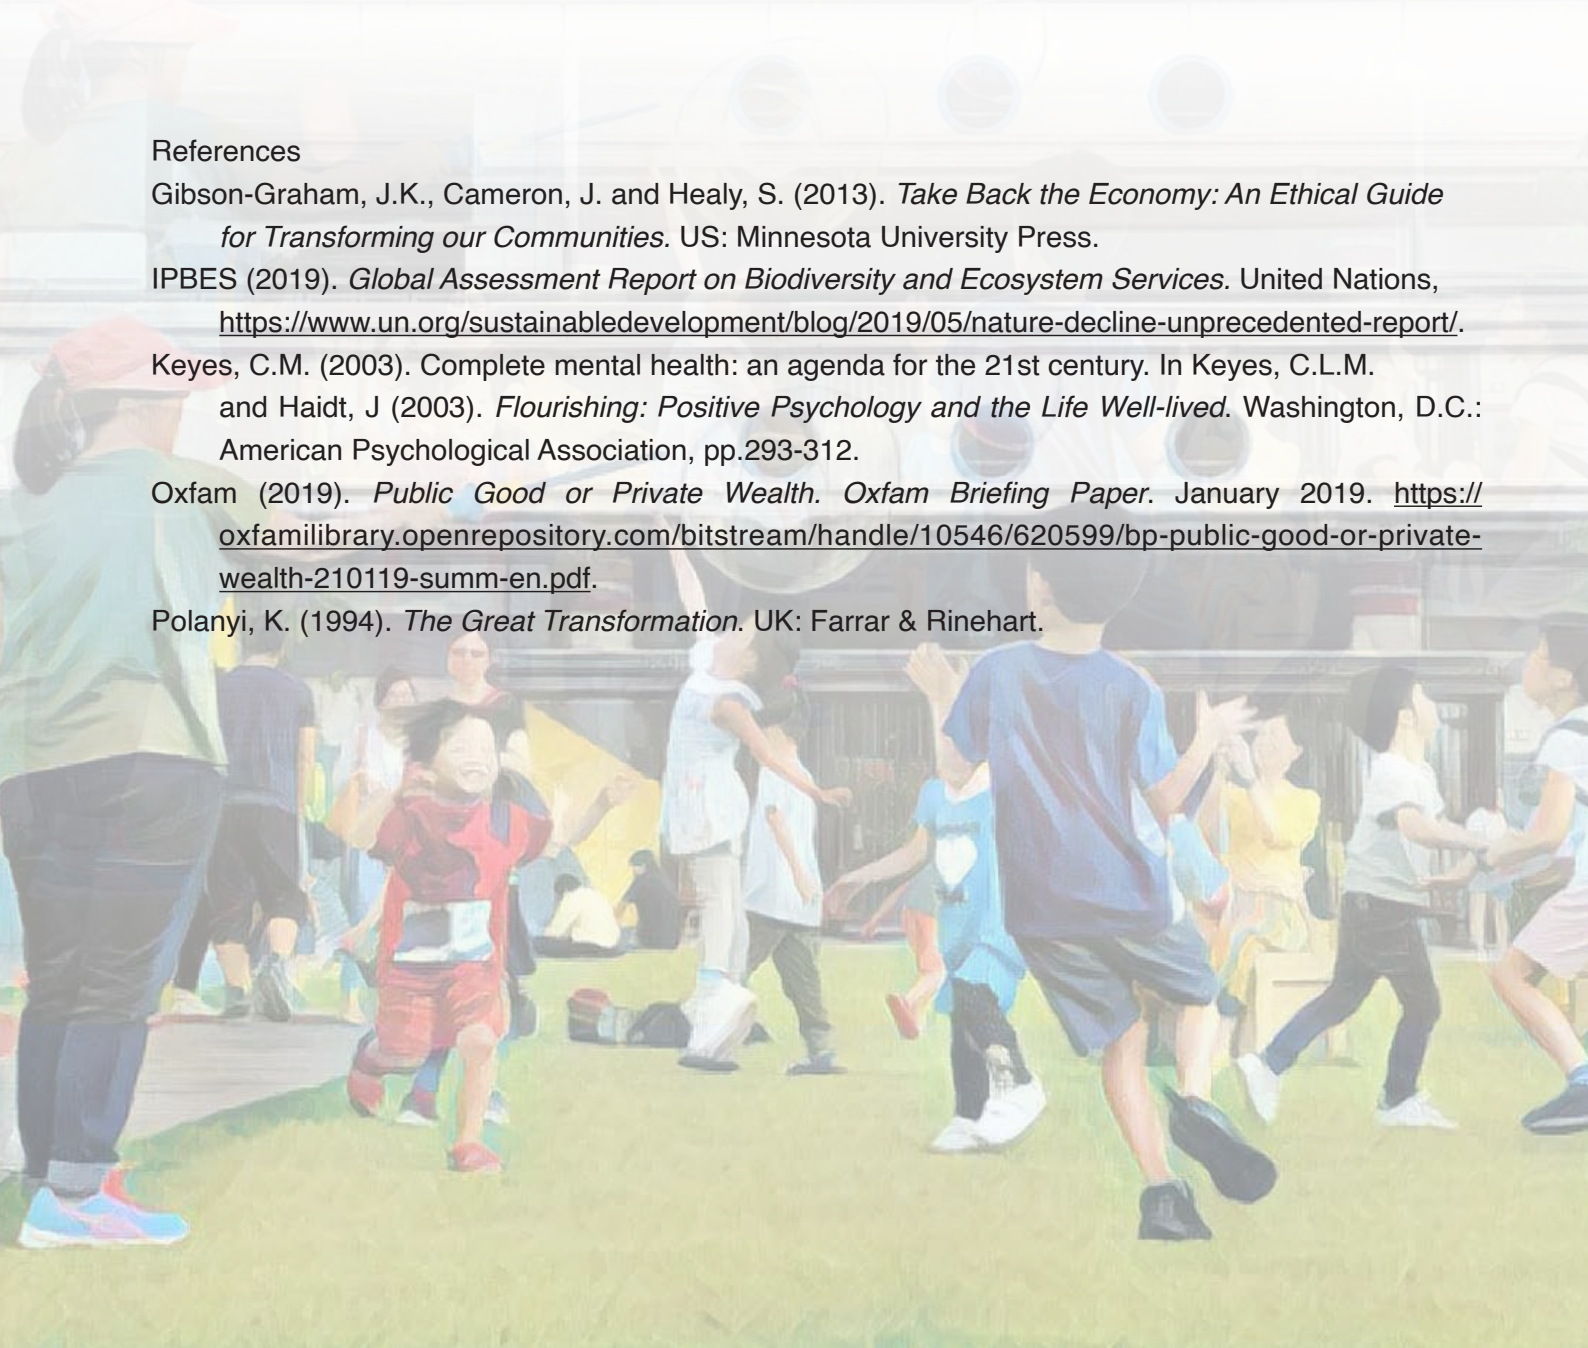 References
Gibson-Graham, J.K., Cameron, J. and Healy, S. (2013). Take Back the Economy: An Ethical Guide
for Transforming our Communities. US: Minnesota University Press.
IPBES (2019). Global Assessment Report on Biodiversity and Ecosystem Services. United Nations,
https://www.un.org/sustainabledevelopment/blog/2019/05/nature-decline-unprecedented-report/.
Keyes, C.M. (2003). Complete mental health: an agenda for the 21st century. In Keyes, C.L.M.
and Haidt, J (2003). Flourishing: Positive Psychology and the Life Well-lived. Washington, D.C.:
American Psychological Association, pp.293-312.
Oxfam (2019). Public Good or Private Wealth. Oxfam Briefing Paper. January 2019. https://
oxfamilibrary.openrepository.com/bitstream/handle/10546/620599/bp-public-good-or-private-
wealth-210119-summ-en.pdf.
Polanyi, K. (1994). The Great Transformation. UK: Farrar & Rinehart.